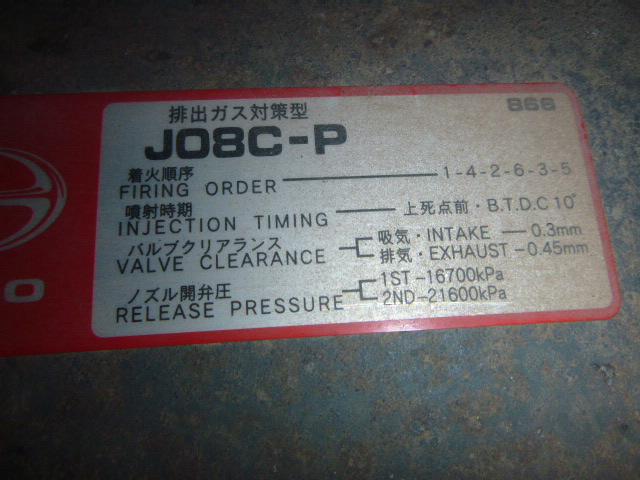 排出ガス対策型
868
J08C-P
着火順序
FIRING ORDER 1-4-2-6-3-5
噴射時期
INJECTION TIMING 上死点前・B.T.D.C 10°
バルブクリアランス 吸気・INTAKE 0.3mm
VALVE CLEARANCE 排気・EXHAUST 0.45mm
ノズル開弁圧 1ST-16700kPa
RELEASE PRESSURE 2ND-21600kPa
O